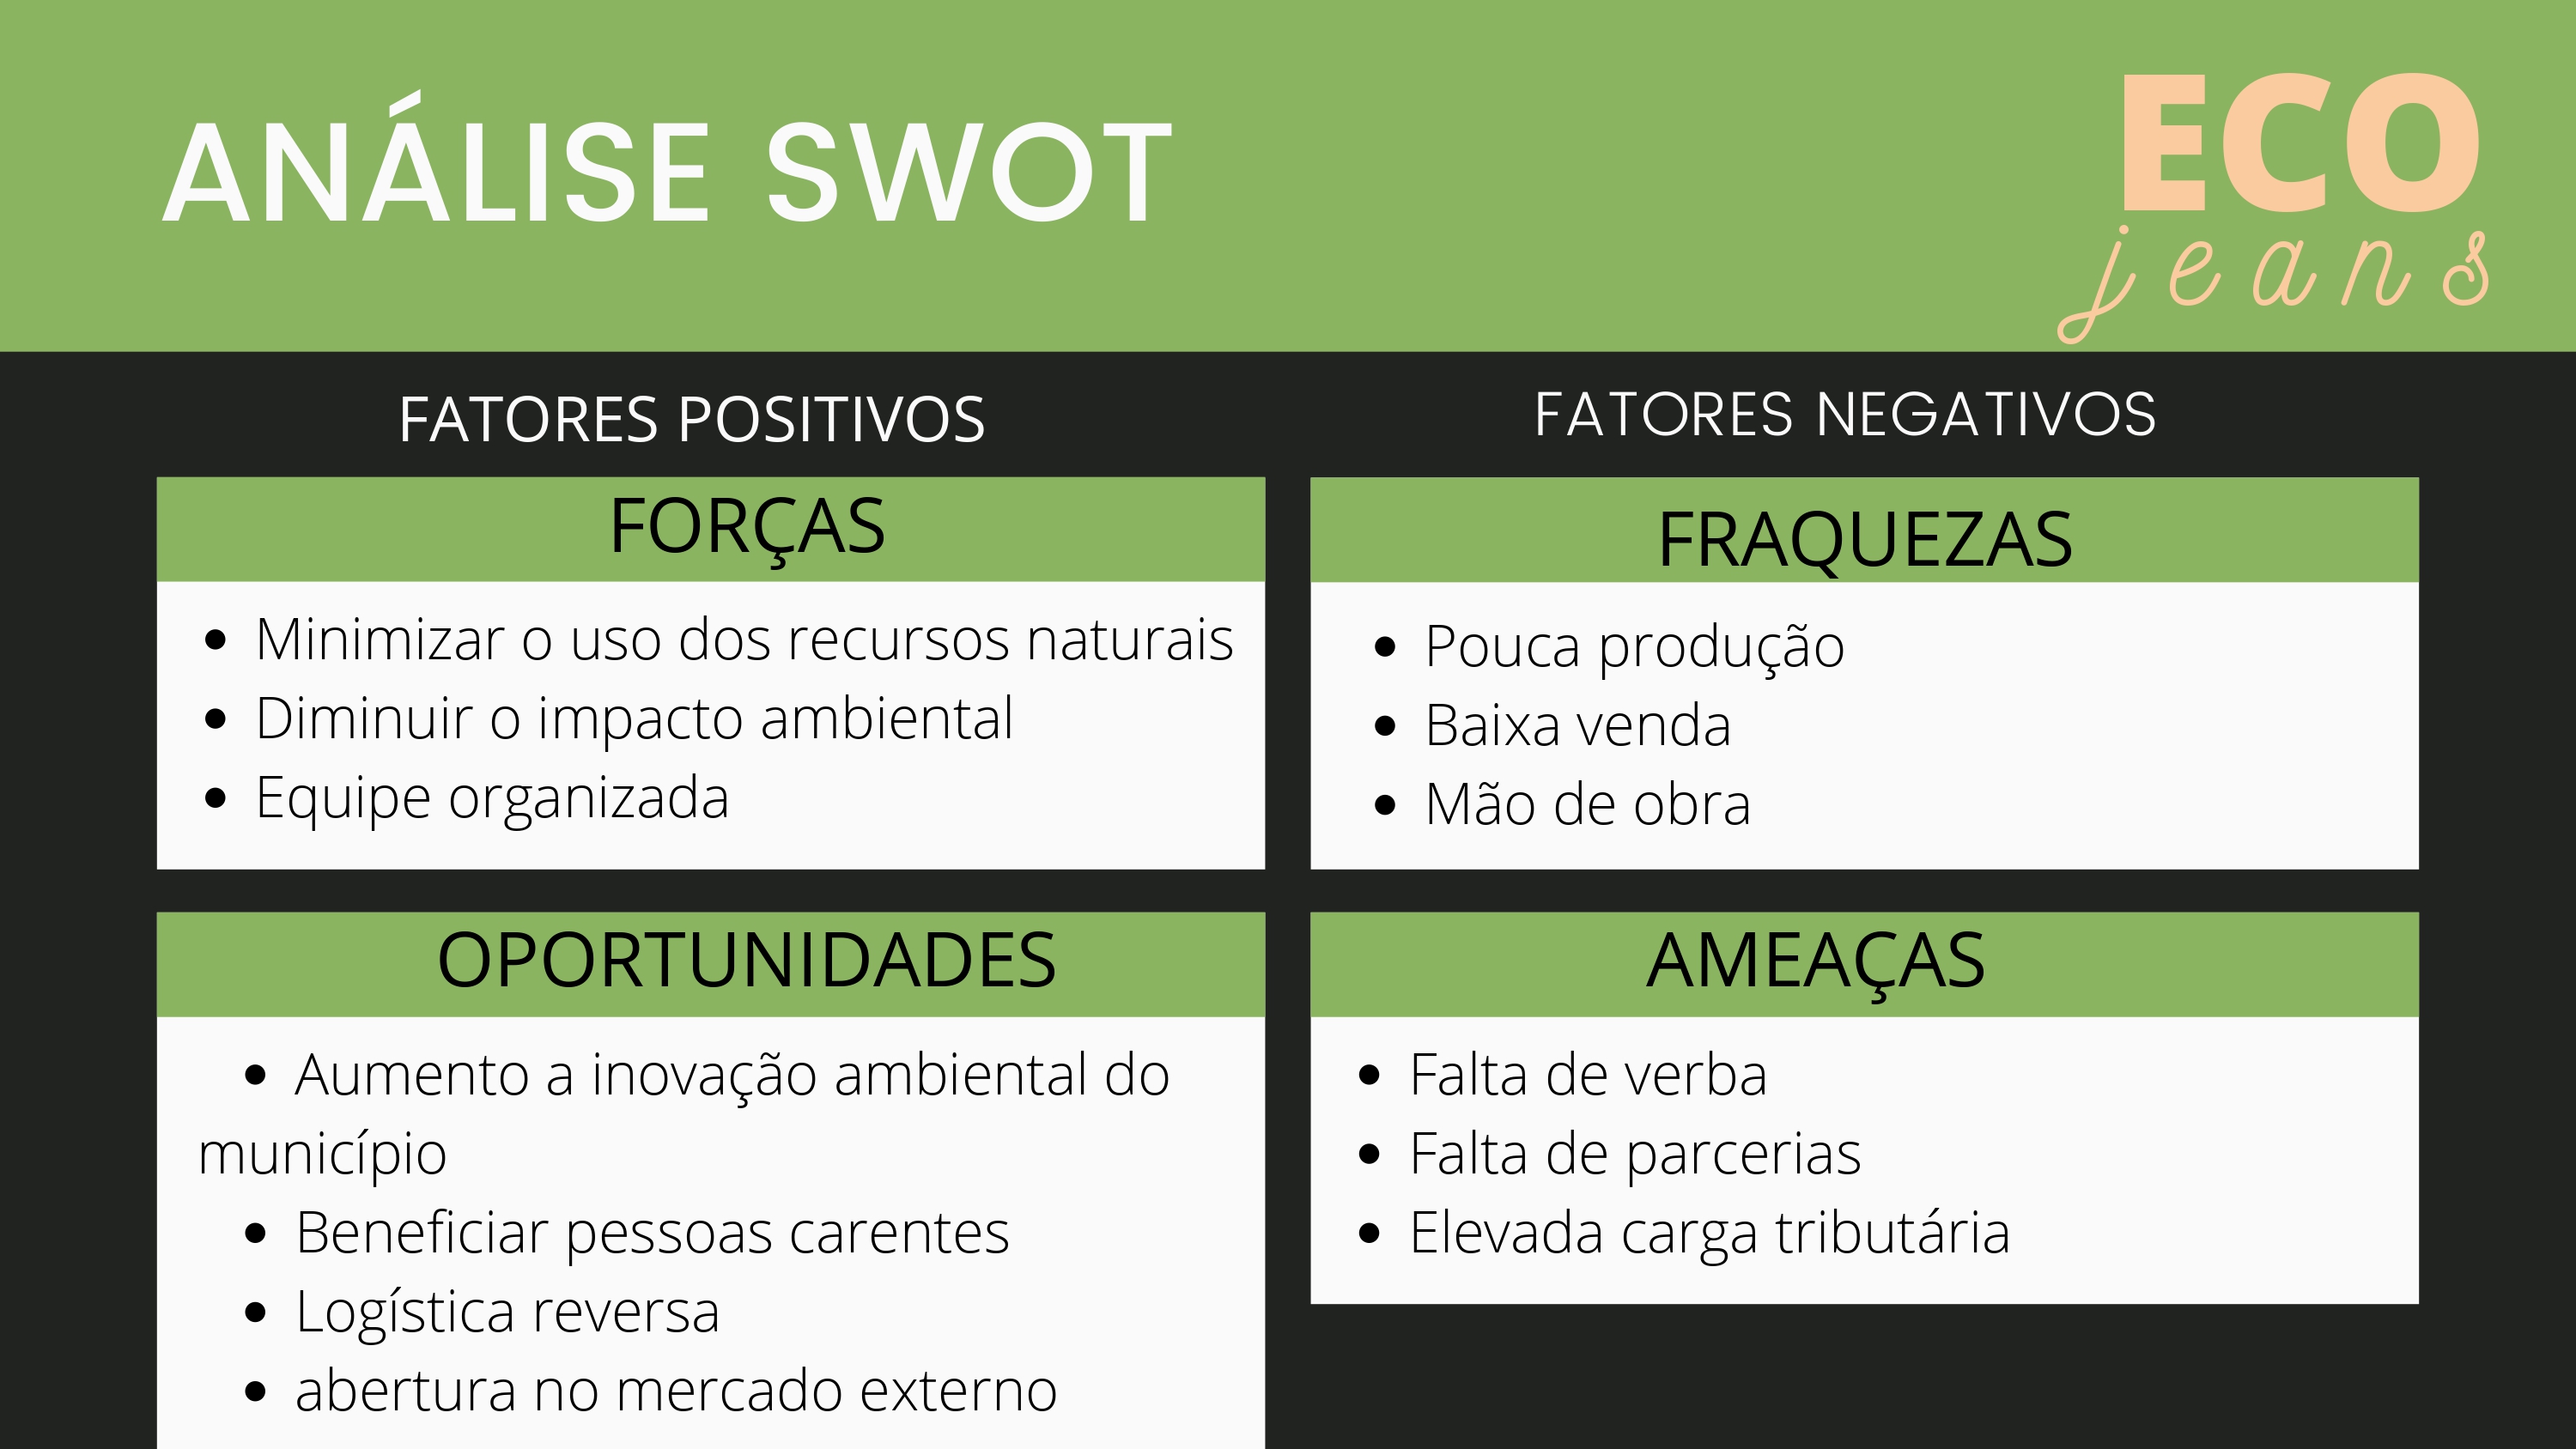 ANÁLISE SWOT
ECO
jeans
FATORES POSITIVOS
FORÇAS
• Minimizar o uso dos recursos naturais
• Diminuir o impacto ambiental
• Equipe organizada
FATORES NEGATIVOS
FRAQUEZAS
• Pouca produção
• Baixa venda
• Mão de obra
OPORTUNIDADES
• Aumento a inovação ambiental do
município
• Beneficiar pessoas carentes
• Logística reversa
• abertura no mercado externo
AMEAÇAS
• Falta de verba
• Falta de parcerias
• Elevada carga tributária